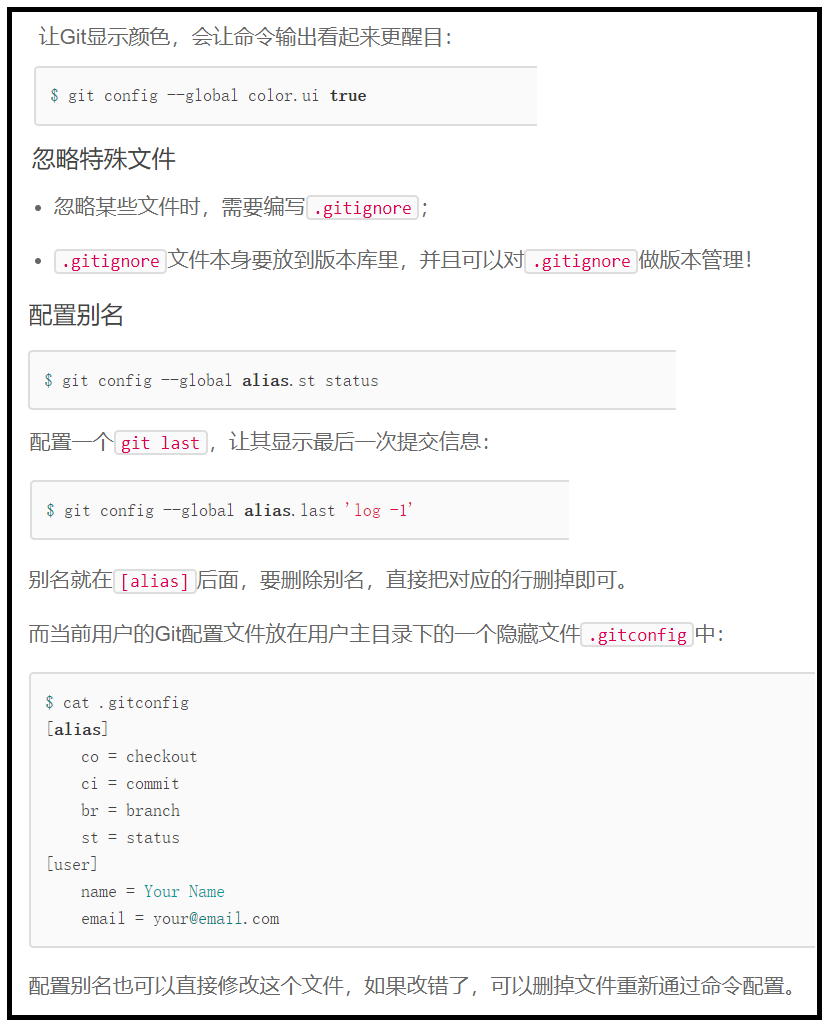 让Git显示颜色，会让命令输出看起来更醒目：
$ git config --global color.ui true
忽略特殊文件
• 忽略某些文件时，需要编写.gitignore；
• .gitignore文件本身要放到版本库里，并且可以对.gitignore做版本管理！
配置别名
$ git config --global alias.st status
配置一个git last，让其显示最后一次提交信息：
$ git config --global alias.last 'log -1'
别名就在[alias]后面，要删除别名，直接把对应的行删掉即可。
而当前用户的Git配置文件放在用户主目录下的一个隐藏文件.gitconfig中：
$ cat .gitconfig
[alias]
    co = checkout
    ci = commit
    br = branch
    st = status
[user]
    name = Your Name
    email = your@email.com
配置别名也可以直接修改这个文件，如果改错了，可以删掉文件重新通过命令配置。